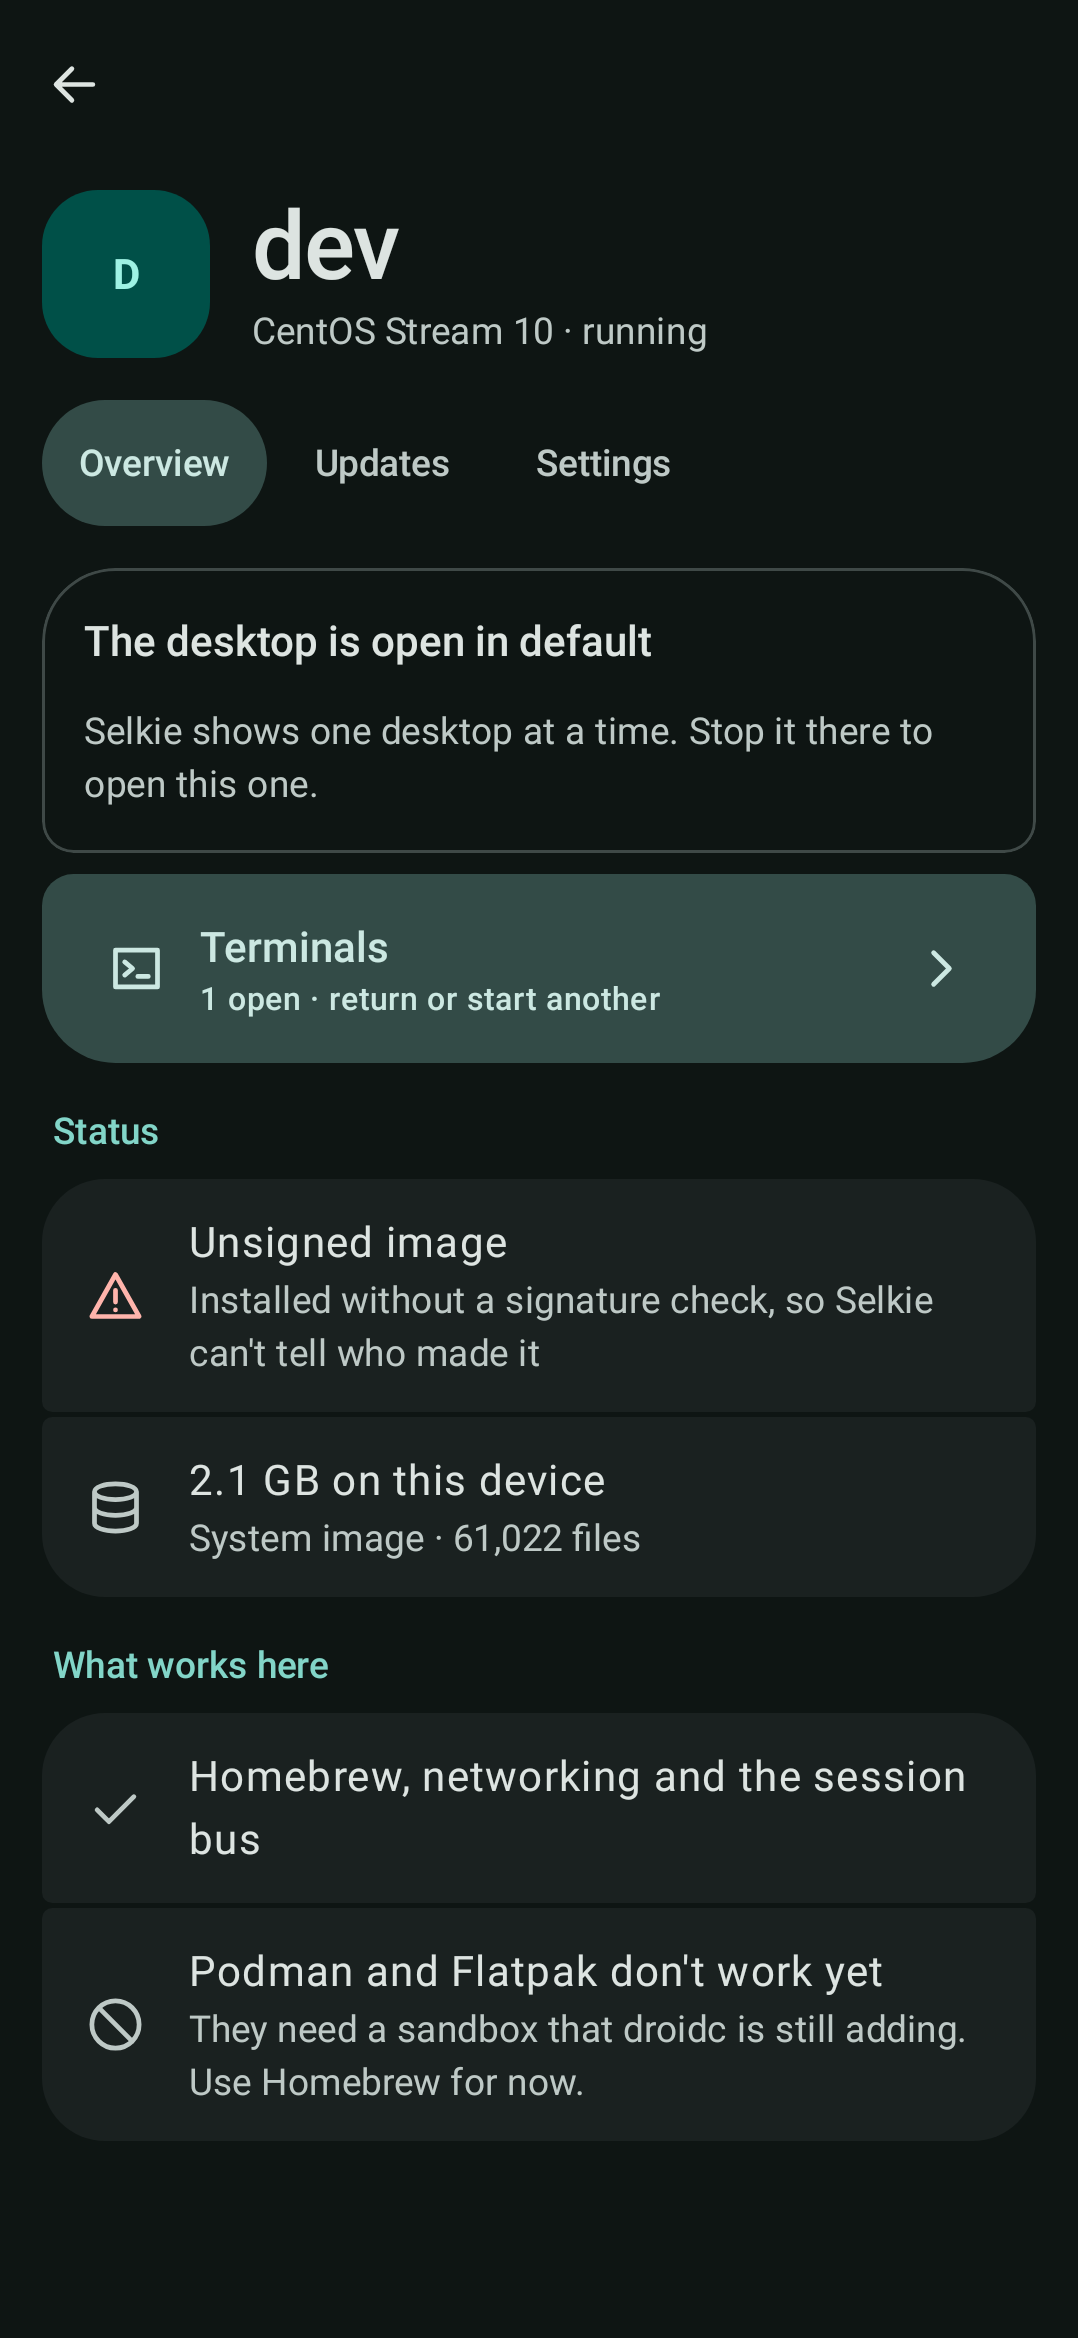 D
dev
CentOS Stream 10 · running
Overview
Updates
Settings
The desktop is open in default
Selkie shows one desktop at a time. Stop it there to
open this one.
Terminals
1 open · return or start another
Status
Unsigned image
Installed without a signature check, so Selkie
can't tell who made it
2.1 GB on this device
System image · 61,022 files
What works here
Homebrew, networking and the session
bus
Podman and Flatpak don't work yet
They need a sandbox that droidc is still adding.
Use Homebrew for now.